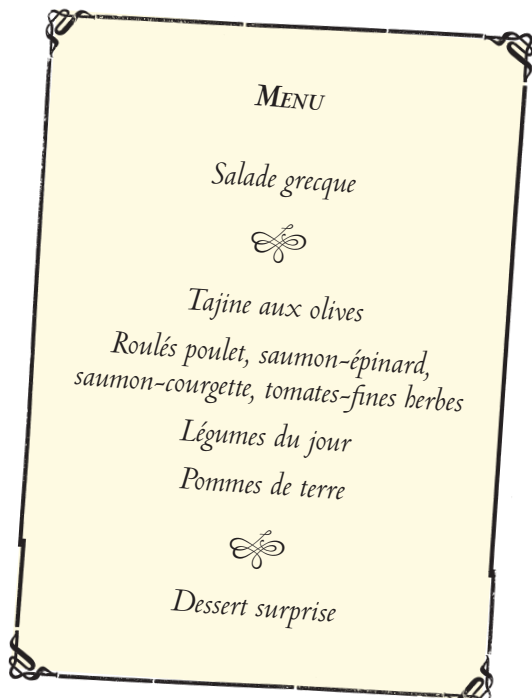 MENU
Salade grecque
Tajine aux olives
Roulés poulet, saumon-épinard,
saumon-courgette, tomates-fines herbes
Légumes du jour
Pommes de terre
Dessert surprise